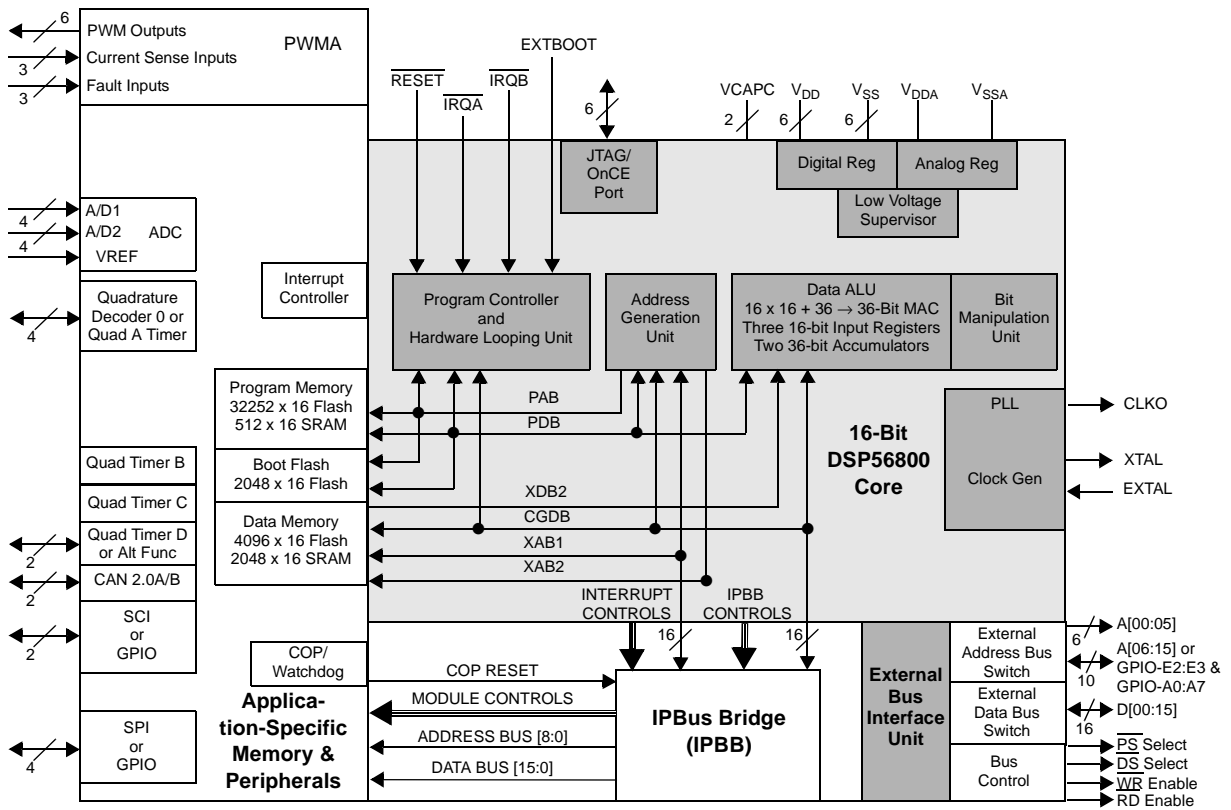 6
PWM Outputs
PWMA
3
Current Sense Inputs
3
Fault Inputs
RESET
IRQA
IRQB
EXTBOOT
6
VCAPC
2
VDD
6
VSS
6
VDDA
VSSA
JTAG/
OnCE
Port
Digital Reg
Analog Reg
Low Voltage
Supervisor
4
A/D1
4
A/D2
ADC
VREF
Interrupt
Controller
4
Quadrature
Decoder 0 or
Quad A Timer
Program Controller
and
Hardware Looping Unit
Address
Generation
Unit
Data ALU
16 x 16 + 36 → 36-Bit MAC
Three 16-bit Input Registers
Two 36-bit Accumulators
Bit
Manipulation
Unit
Program Memory
32252 x 16 Flash
512 x 16 SRAM
PAB
PDB
Boot Flash
2048 x 16 Flash
XDB2
CGDB
Data Memory
4096 x 16 Flash
2048 x 16 SRAM
XAB1
XAB2
16-Bit
DSP56800
Core
PLL
Clock Gen
CLKO
XTAL
EXTAL
Quad Timer B
Quad Timer C
2
Quad Timer D
or Alt Func
2
CAN 2.0A/B
2
SCI
or
GPIO
4
SPI
or
GPIO
INTERRUPT
CONTROLS
16
IPBB
CONTROLS
16
COP/
Watchdog
COP RESET
MODULE CONTROLS
ADDRESS BUS [8:0]
DATA BUS [15:0]
Applica-
tion-Specific
Memory &
Peripherals
IPBus Bridge
(IPBB)
External
Bus
Interface
Unit
External
Address Bus
Switch
External
Data Bus
Switch
Bus
Control
6
A[00:05]
10
A[06:15] or
GPIO-E2:E3 &
GPIO-A0:A7
16
D[00:15]
PS Select
DS Select
WR Enable
RD Enable